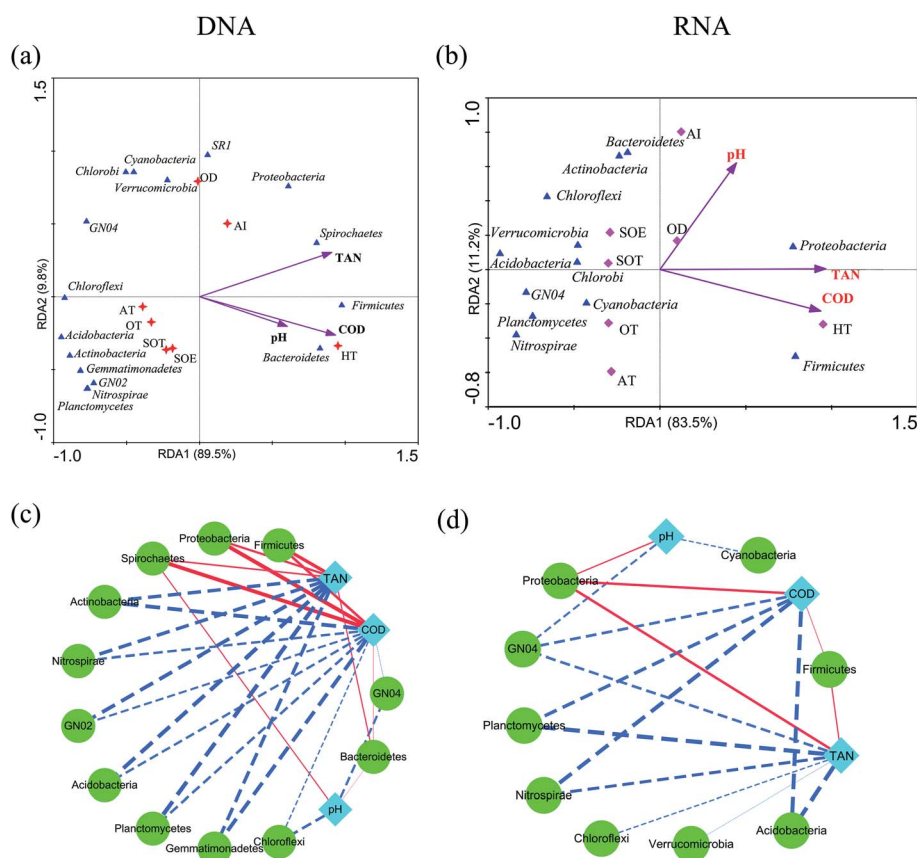 DNA
RNA
(a)
1.5
SR1
Cyanobacteria
Chlorobi
Verrucomicrobia
OD
Proteobacteria
AI
GN04
Spirochaetes
TAN
Chloroflexi
Firmicutes
AT
OT
COD
pH
Acidobacteria
SOT
SOE
Bacteroidetes
HT
Actinobacteria
Gemmatimonadetes
GN02
Nitrospirae
Planctomycetes
RDA2 (9.8%)
-1.0
-1.0
RDA1 (89.5%)
1.5
(b)
1.0
AI
Bacteroidetes
pH
Actinobacteria
Chloroflexi
Verrucomicrobia
SOE
OD
Proteobacteria
Acidobacteria
SOT
Chlorobi
TAN
GN04
Cyanobacteria
COD
Planctomycetes
OT
HT
Nitrospirae
Firmicutes
AT
RDA2 (11.2%)
-0.8
-1.0
RDA1 (83.5%)
1.5
(c)
Proteobacteria
Firmicutes
Spirochaetes
TAN
Actinobacteria
COD
Nitrospirae
GN04
GN02
Bacteroidetes
Acidobacteria
pH
Planctomycetes
Chloroflexi
Gemmatimonadetes
(d)
pH
Cyanobacteria
Proteobacteria
COD
GN04
Firmicutes
Planctomycetes
TAN
Nitrospirae
Acidobacteria
Chloroflexi
Verrucomicrobia